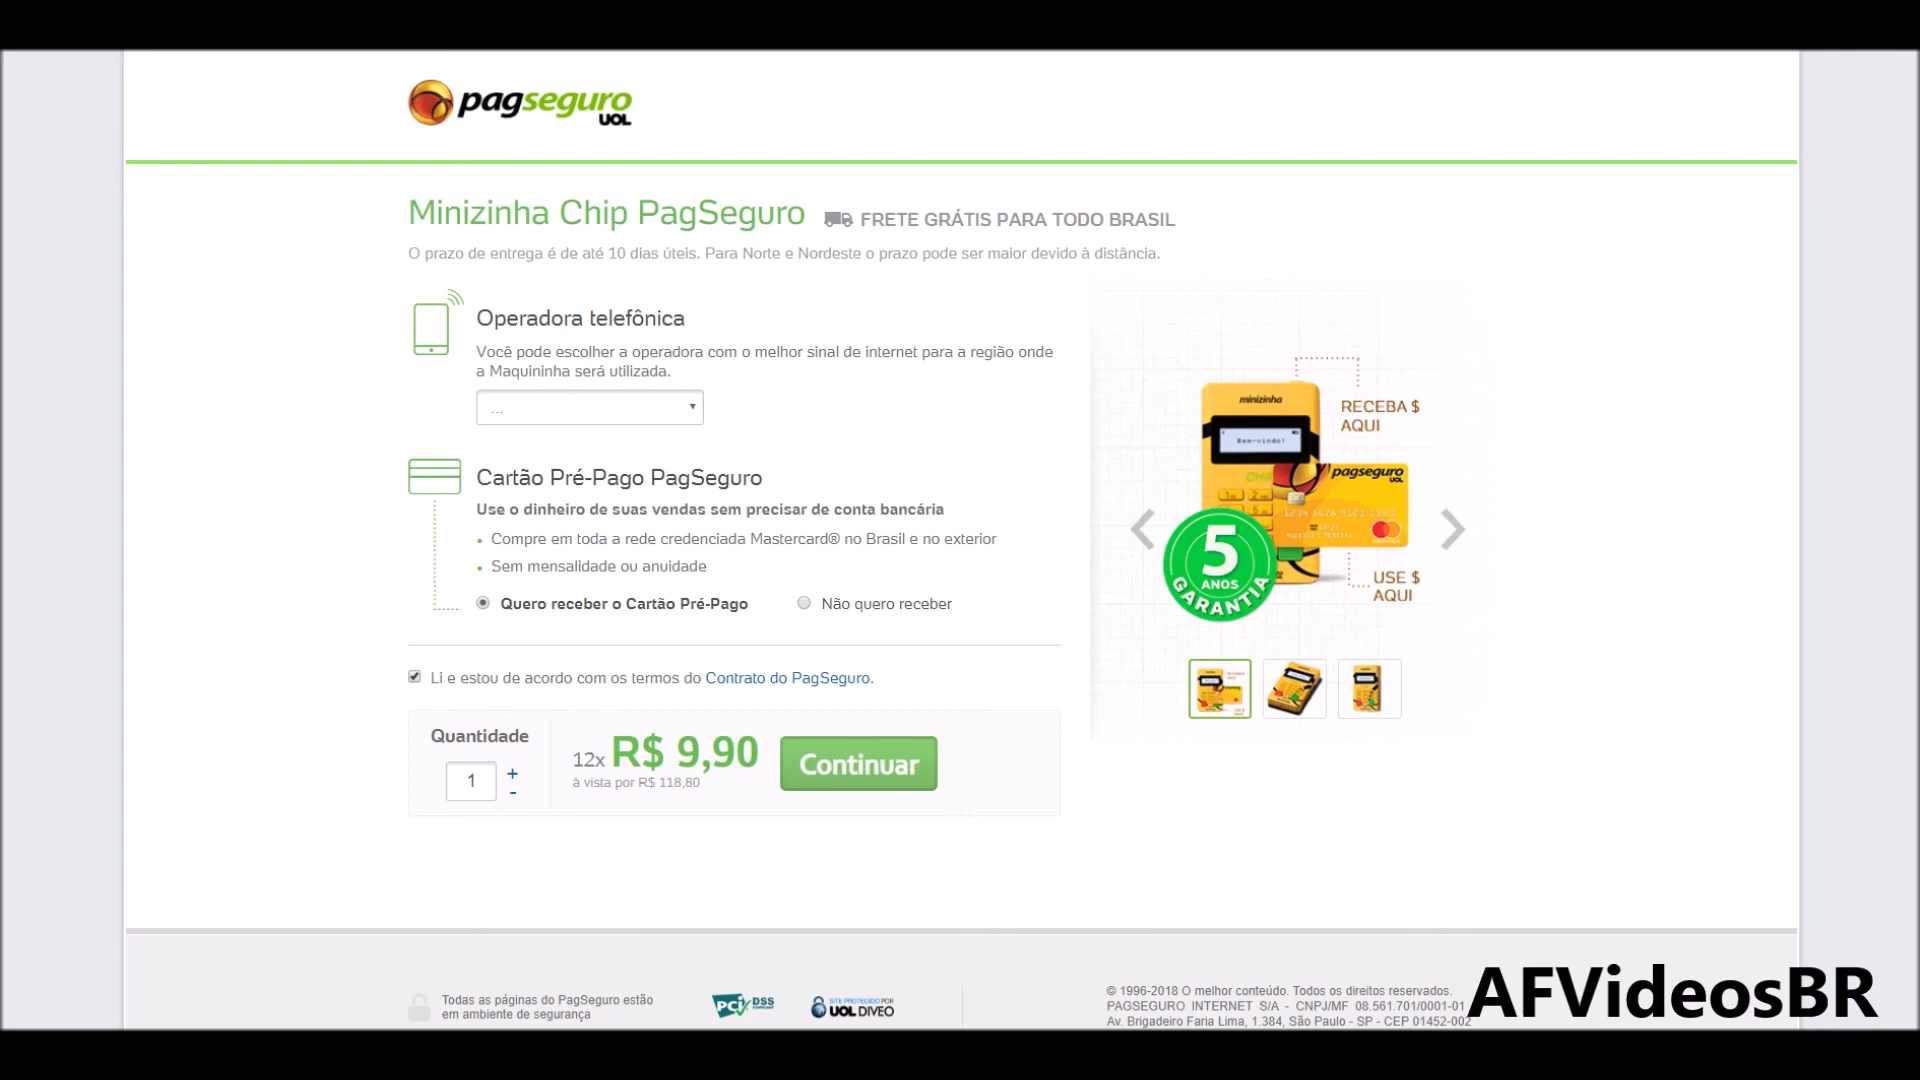 pagseguro
UOL
Minizinha Chip PagSeguro
FRETE GRÁTIS PARA TODO BRASIL
O prazo de entrega é de até 10 dias úteis. Para Norte e Nordeste o prazo pode ser maior devido à distância.
Operadora telefônica
Você pode escolher a operadora com o melhor sinal de internet para a região onde
a Maquininha será utilizada.
...
Cartão Pré-Pago PagSeguro
Use o dinheiro de suas vendas sem precisar de conta bancária
Compre em toda a rede credenciada Mastercard® no Brasil e no exterior
Sem mensalidade ou anuidade
Quero receber o Cartão Pré-Pago
Não quero receber
Li e estou de acordo com os termos do Contrato do PagSeguro.
Quantidade
1
+
-
12x R$ 9,90
à vista por R$ 118,80
Continuar
minizinha
Bem-vindo!
RECEBA $
AQUI
pagseguro
UOL
5
ANOS
GARANTIA
USE $
AQUI
Todas as páginas do PagSeguro estão
em ambiente de segurança
PCI DSS
SITE PROTEGIDO POR
UOL DIVEO
© 1996-2018 O melhor conteúdo. Todos os direitos reservados.
PAGSEGURO INTERNET S/A - CNPJ/MF 08.561.701/0001-01
Av. Brigadeiro Faria Lima, 1.384, São Paulo - SP - CEP 01452-002
AFVideosBR